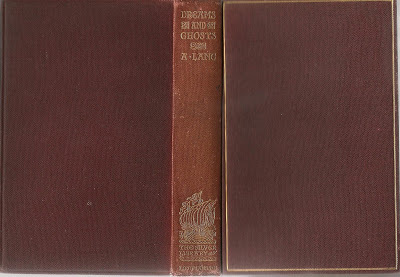 DREAMS
AND
GHOSTS
A·LANG
THE SILVER
LIBRARY